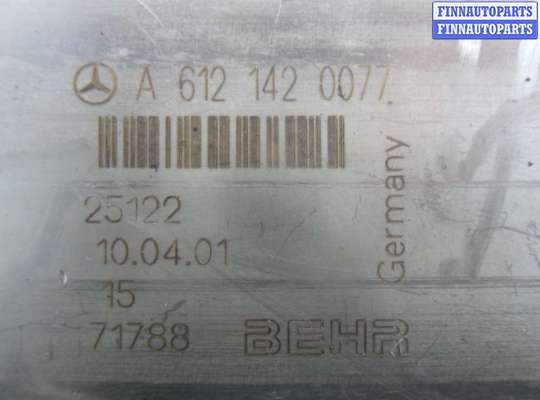 FINNAUTOPARTS
FINNAUTOPARTS
A 612 142 0077
25122
10.04.01
15
71788
BEHR
Germany